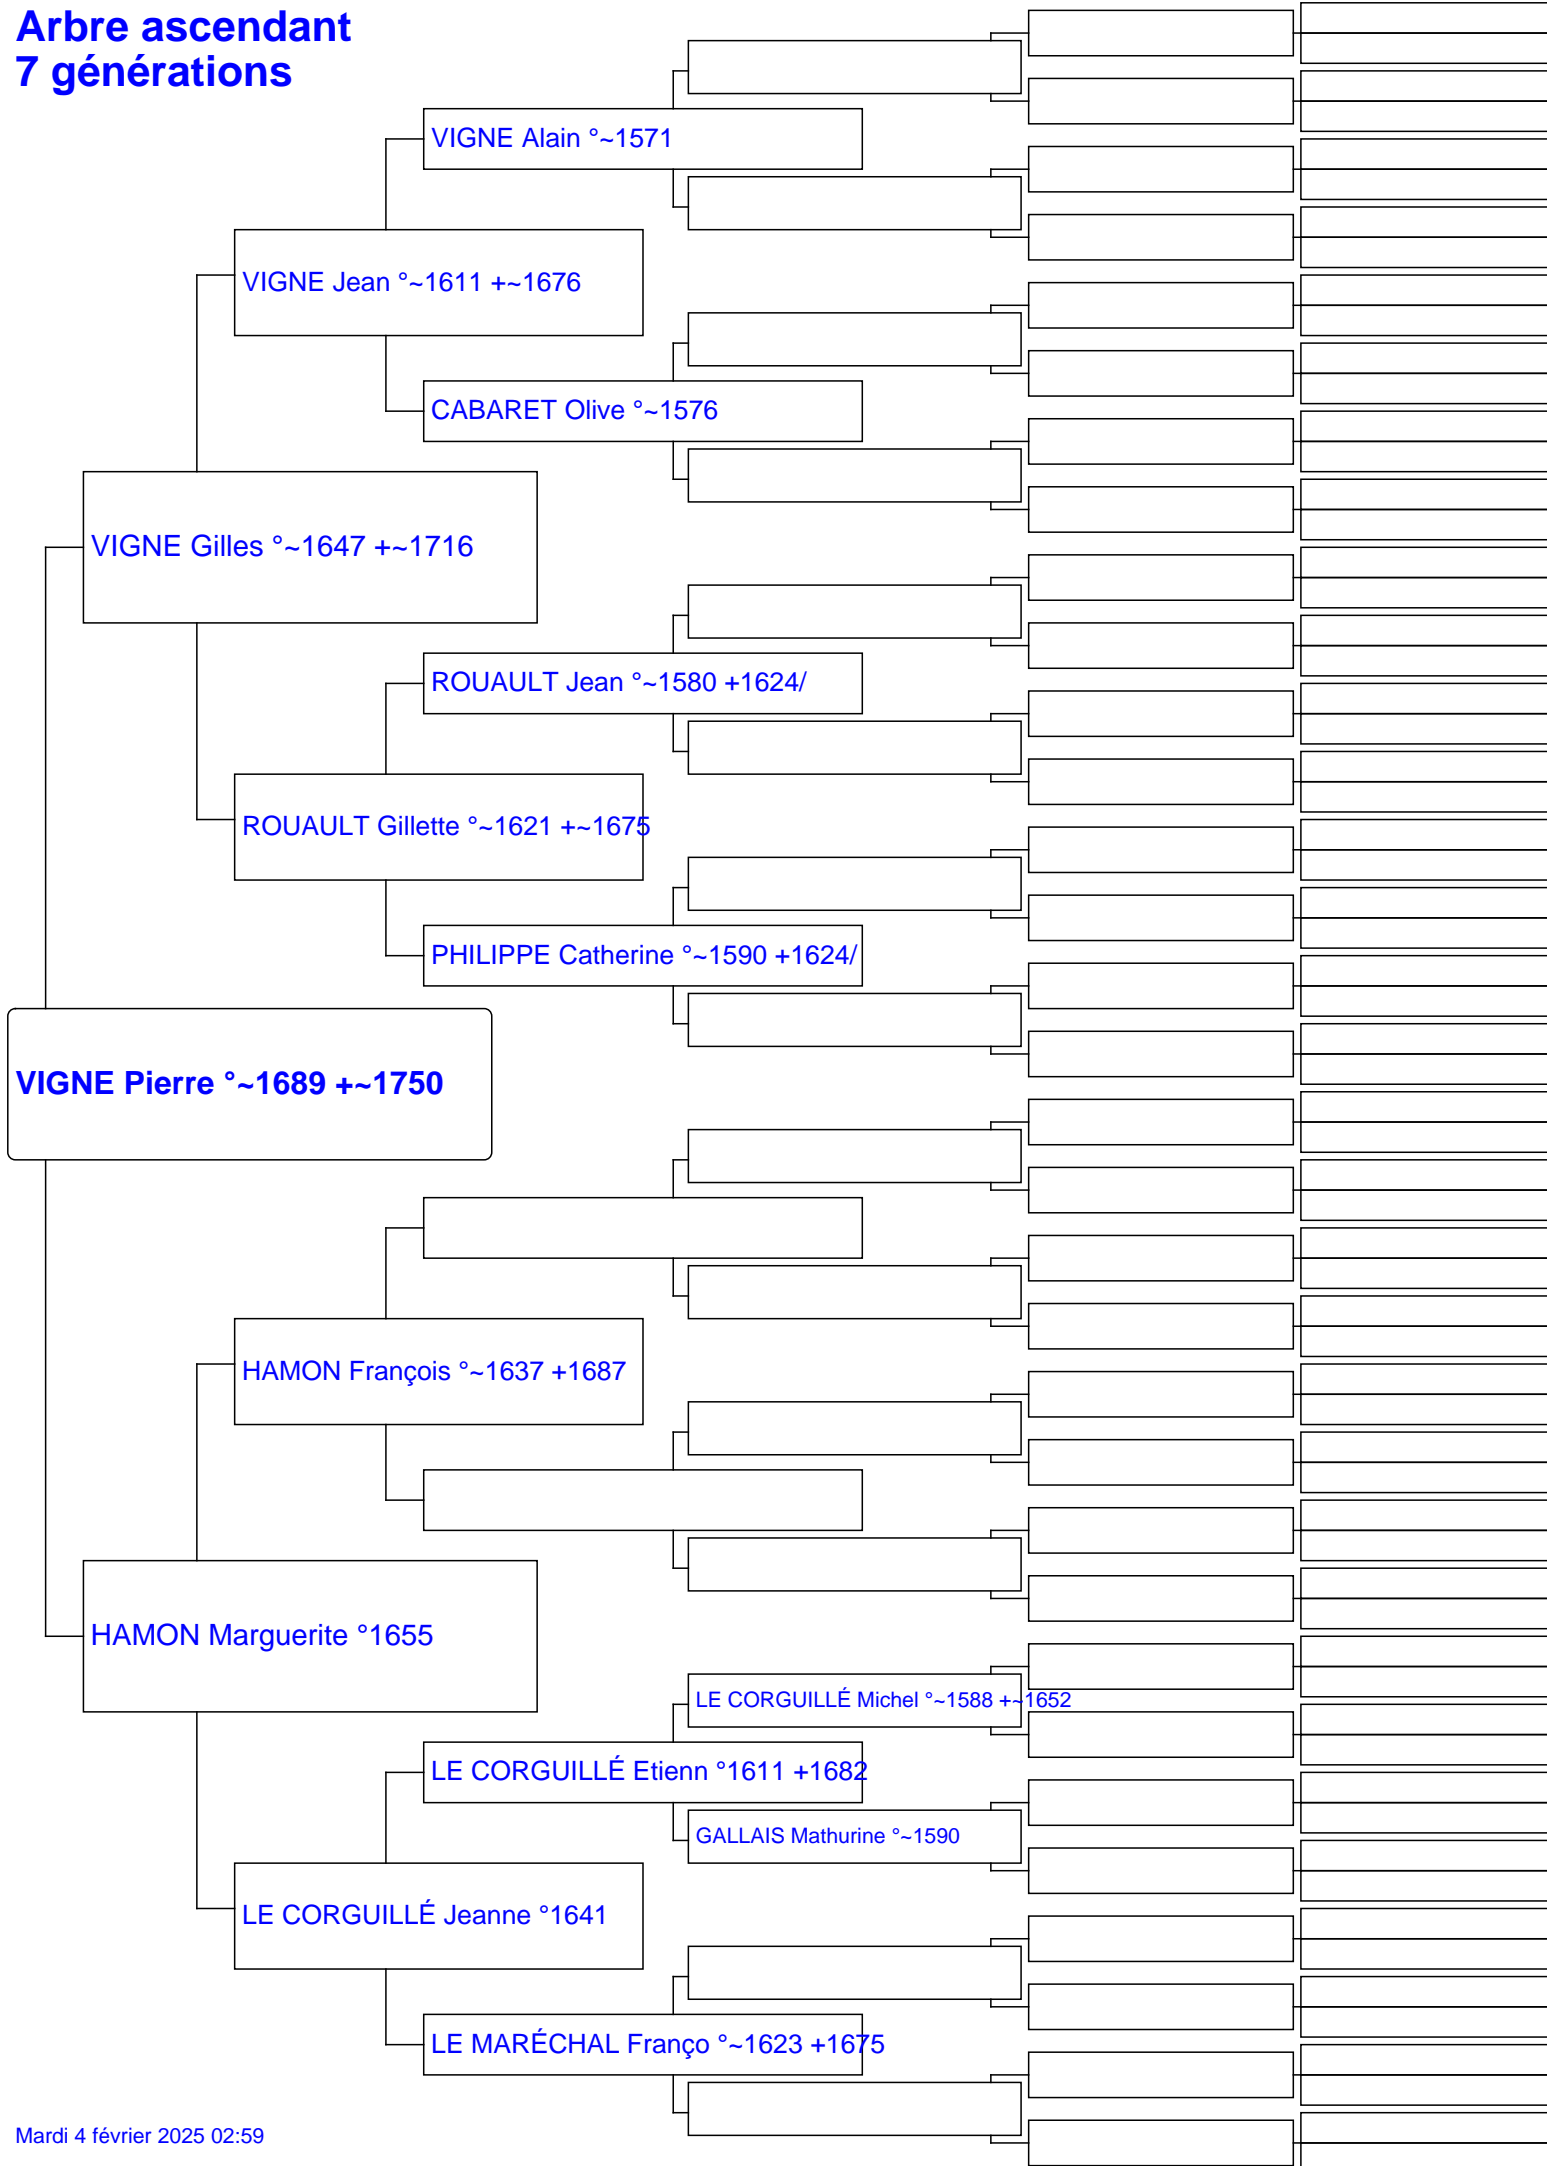 Arbre ascendant
7 générations
VIGNE Alain °~1571
VIGNE Jean °~1611 +~1676
CABARET Olive °~1576
VIGNE Gilles °~1647 +~1716
ROUAULT Jean °~1580 +1624/
ROUAULT Gillette °~1621 +~1675
PHILIPPE Catherine °~1590 +1624/
VIGNE Pierre °~1689 +~1750
HAMON François °~1637 +1687
HAMON Marguerite °1655
LE CORGUILLÉ Michel °~1588 +~1652
LE CORGUILLÉ Etienn °1611 +1682
GALLAIS Mathurine °~1590
LE CORGUILLÉ Jeanne °1641
LE MARÉCHAL Franço °~1623 +1675
Mardi 4 février 2025 02:59